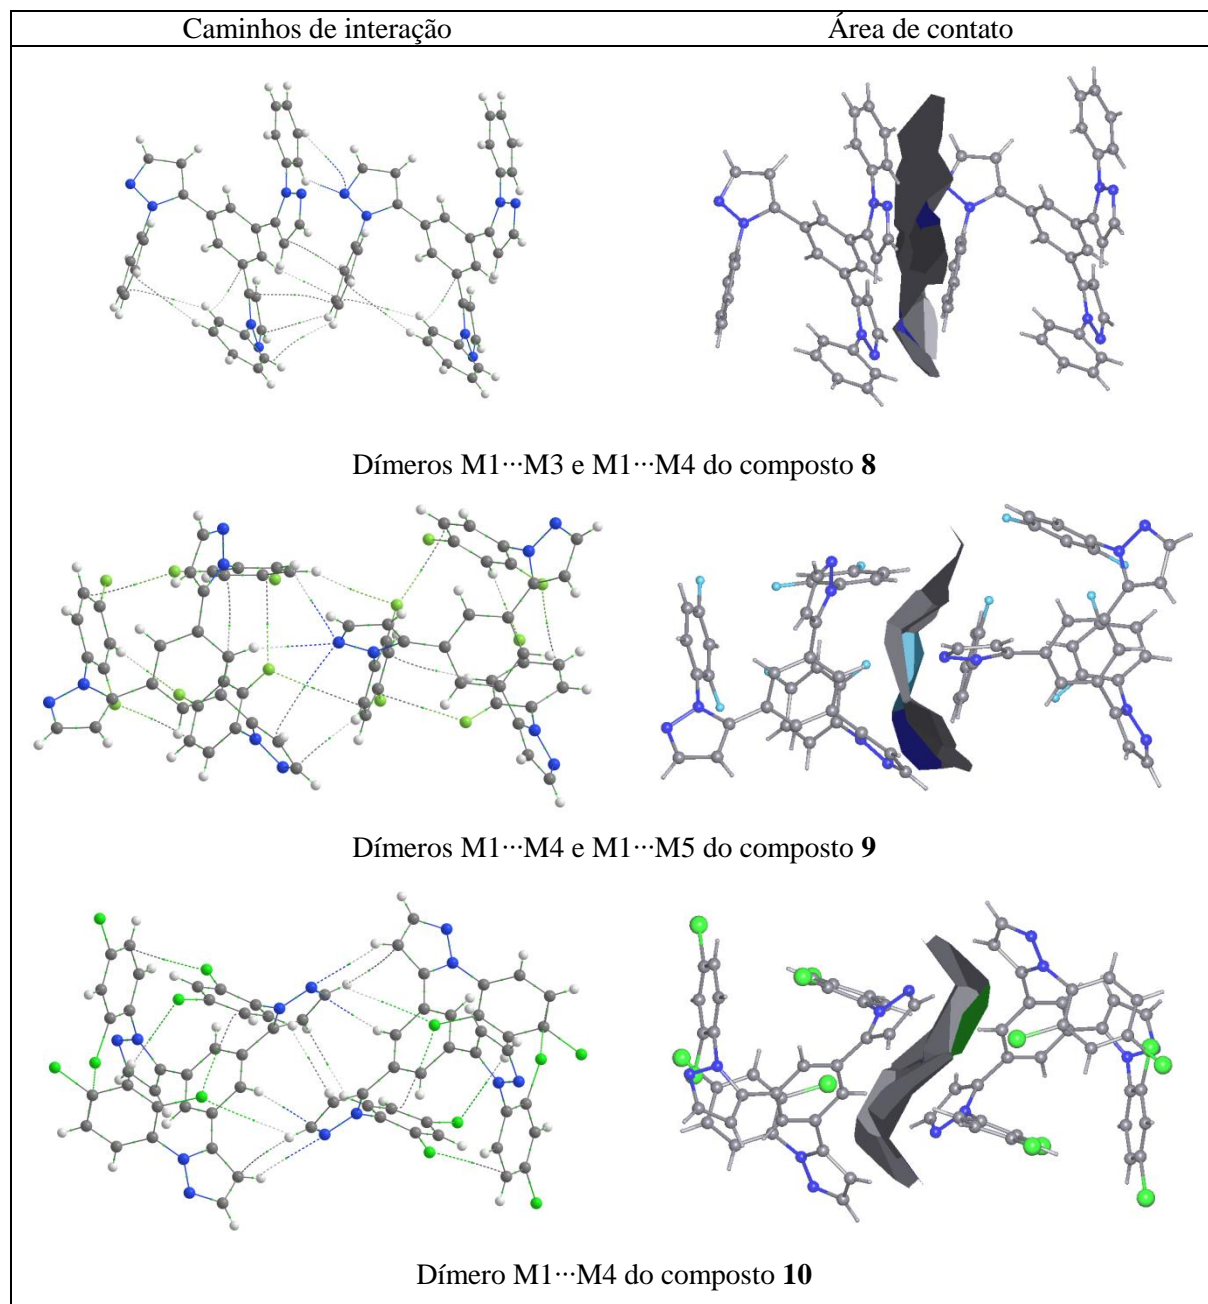 Caminhos de interação
Área de contato
Dímeros M1···M3 e M1···M4 do composto 8
Dímeros M1···M4 e M1···M5 do composto 9
Dímero M1···M4 do composto 10